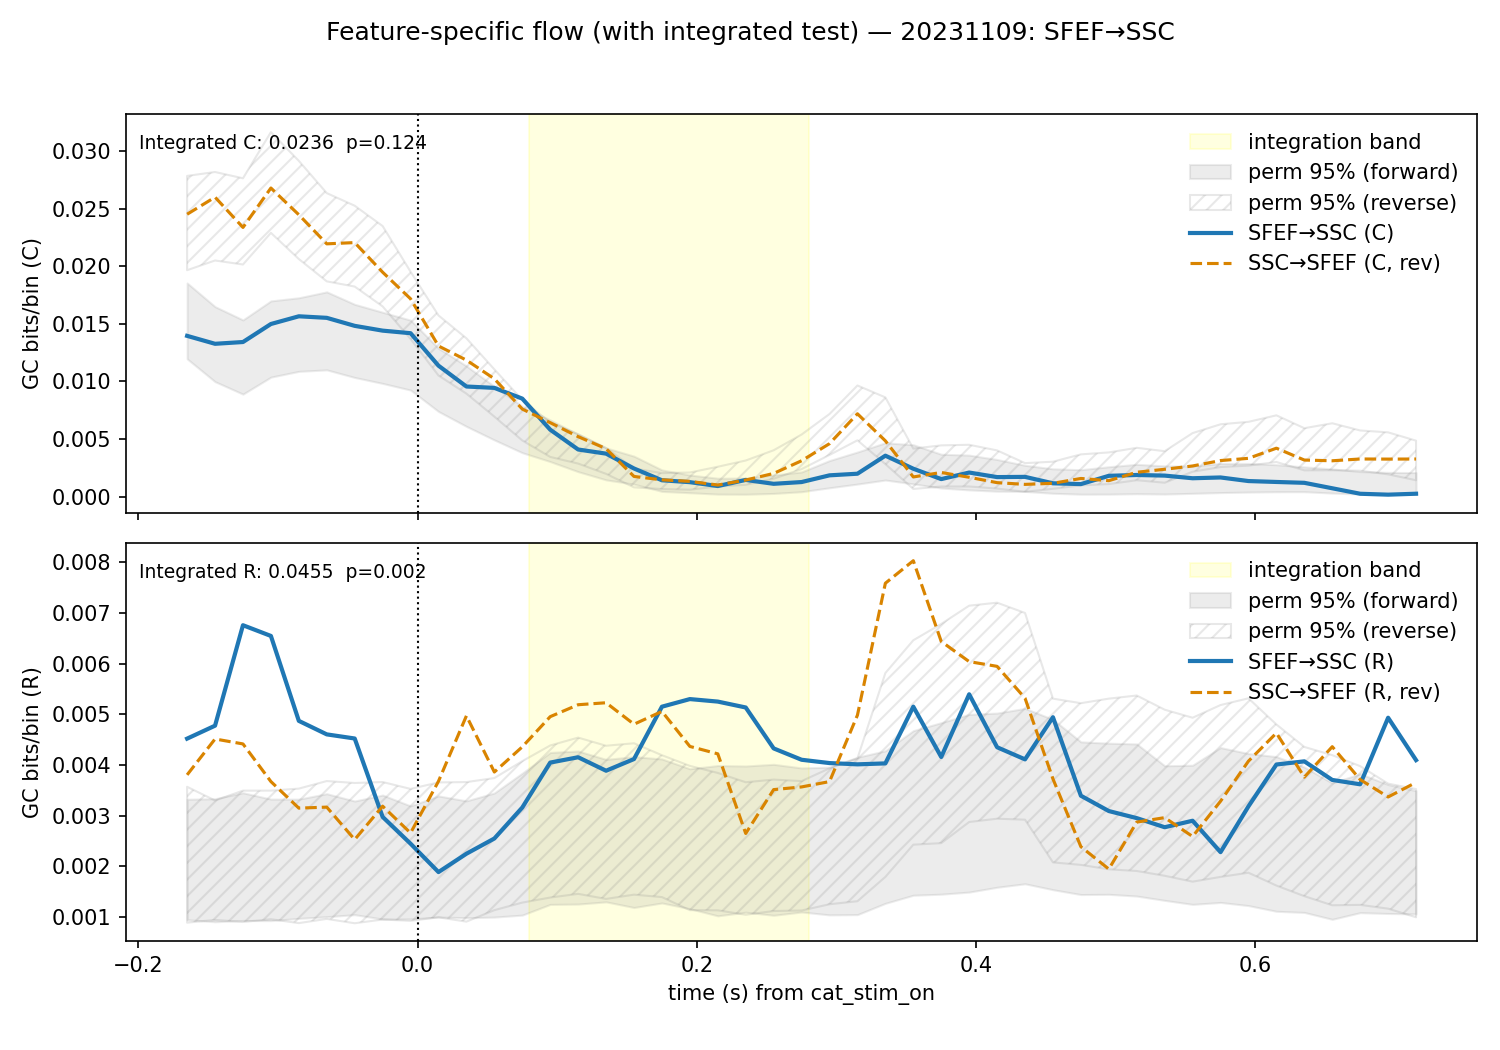 Feature-specific flow (with integrated test) — 20231109: SFEF→SSC
Integrated C: 0.0236  p=0.124
integration band
perm 95% (forward)
perm 95% (reverse)
SFEF→SSC (C)
SSC→SFEF (C, rev)
GC bits/bin (C)
0.030
0.025
0.020
0.015
0.010
0.005
0.000
Integrated R: 0.0455  p=0.002
integration band
perm 95% (forward)
perm 95% (reverse)
SFEF→SSC (R)
SSC→SFEF (R, rev)
GC bits/bin (R)
0.008
0.007
0.006
0.005
0.004
0.003
0.002
0.001
−0.2 0.0 0.2 0.4 0.6
time (s) from cat_stim_on